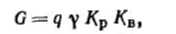 G = q γ Kр Kв,